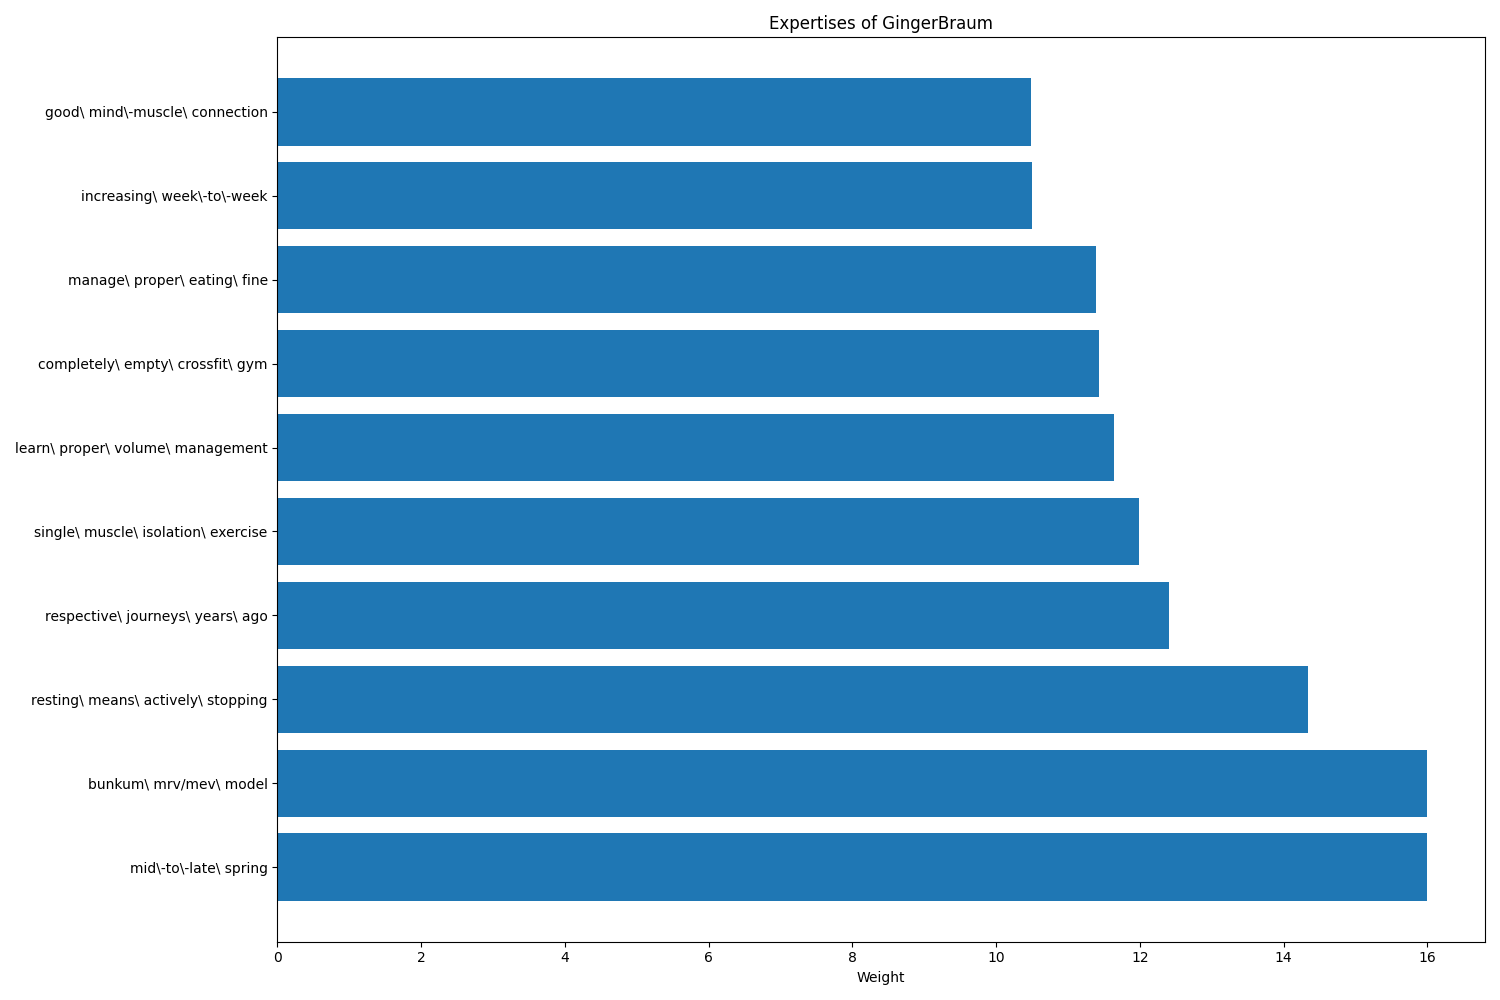 Expertises of GingerBraum
good\ mind\-muscle\ connection
increasing\ week\-to\-week
manage\ proper\ eating\ fine
completely\ empty\ crossfit\ gym
learn\ proper\ volume\ management
single\ muscle\ isolation\ exercise
respective\ journeys\ years\ ago
resting\ means\ actively\ stopping
bunkum\ mrv/mev\ model
mid\-to\-late\ spring
0 2 4 6 8 10 12 14 16
Weight